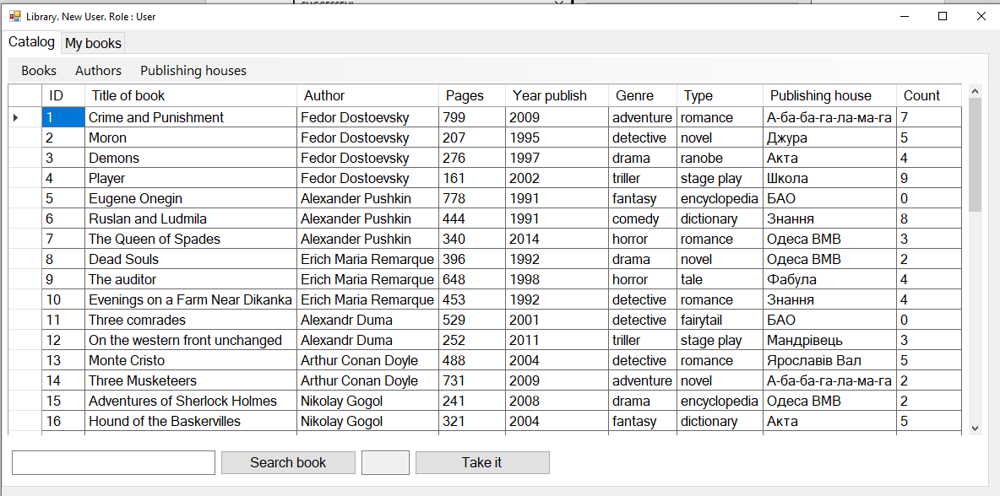 SUCCESSFUL
Library. New User. Role : User
Catalog My books
Books Authors Publishing houses
ID Title of book Author Pages Year publish Genre Type Publishing house Count
1 Crime and Punishment Fedor Dostoevsky 799 2009 adventure romance А-ба-ба-га-ла-ма-га 7
2 Moron Fedor Dostoevsky 207 1995 detective novel Джура 5
3 Demons Fedor Dostoevsky 276 1997 drama ranobe Акта 4
4 Player Fedor Dostoevsky 161 2002 triller stage play Школа 9
5 Eugene Onegin Alexander Pushkin 778 1991 fantasy encyclopedia БАО 0
6 Ruslan and Ludmila Alexander Pushkin 444 1991 comedy dictionary Знання 8
7 The Queen of Spades Alexander Pushkin 340 2014 horror romance Одеса ВМВ 3
8 Dead Souls Erich Maria Remarque 396 1992 drama novel Одеса ВМВ 2
9 The auditor Erich Maria Remarque 648 1998 horror tale Фабула 4
10 Evenings on a Farm Near Dikanka Erich Maria Remarque 453 1992 detective romance Знання 4
11 Three comrades Alexandr Duma 529 2001 detective fairytail БАО 0
12 On the western front unchanged Alexandr Duma 252 2011 triller stage play Мандрівець 3
13 Monte Cristo Arthur Conan Doyle 488 2004 detective romance Ярославів Вал 5
14 Three Musketeers Arthur Conan Doyle 731 2009 adventure novel А-ба-ба-га-ла-ма-га 2
15 Adventures of Sherlock Holmes Nikolay Gogol 241 2008 drama encyclopedia Одеса ВМВ 2
16 Hound of the Baskervilles Nikolay Gogol 321 2004 fantasy dictionary Акта 5
Search book Take it